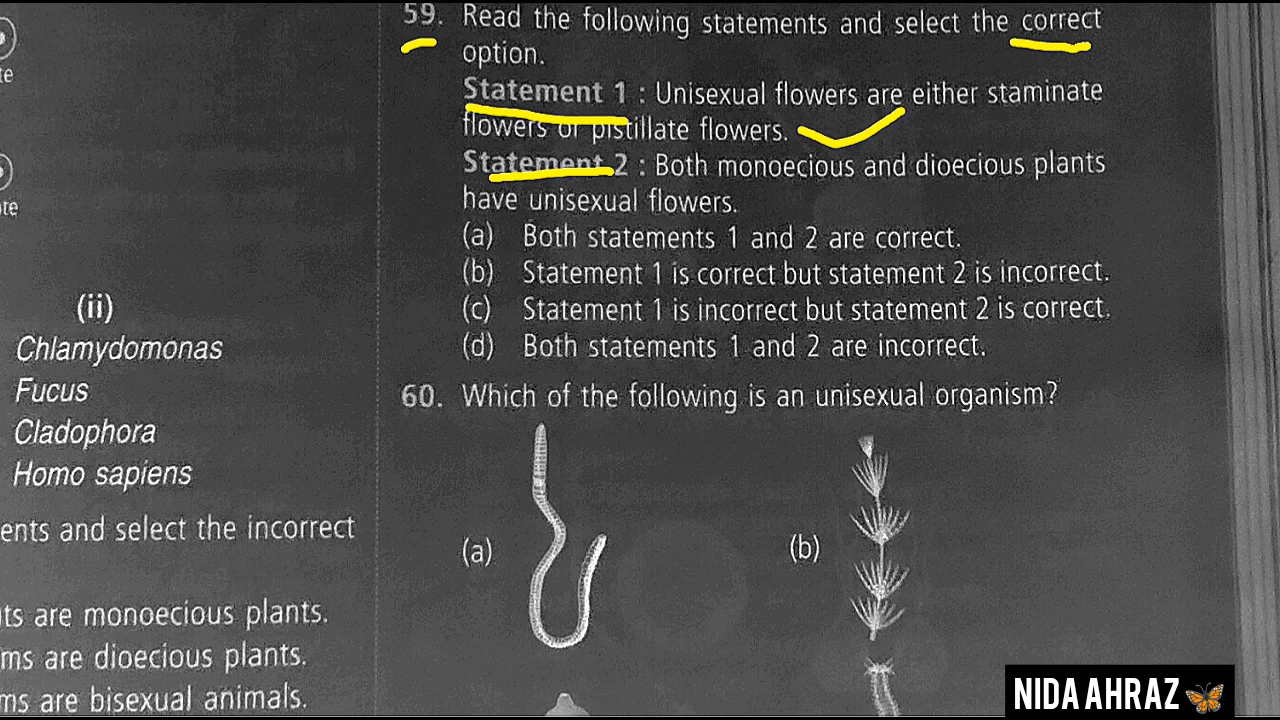 te
te
(ii)
Chlamydomonas
Fucus
Cladophora
Homo sapiens
ents and select the incorrect
ts are monoecious plants.
ms are dioecious plants.
ms are bisexual animals.
59. Read the following statements and select the correct
option.
Statement 1 : Unisexual flowers are either staminate
flowers or pistillate flowers.
Statement 2 : Both monoecious and dioecious plants
have unisexual flowers.
(a) Both statements 1 and 2 are correct.
(b) Statement 1 is correct but statement 2 is incorrect.
(c) Statement 1 is incorrect but statement 2 is correct.
(d) Both statements 1 and 2 are incorrect.
60. Which of the following is an unisexual organism?
(a) (b)
NIDA AHRAZ